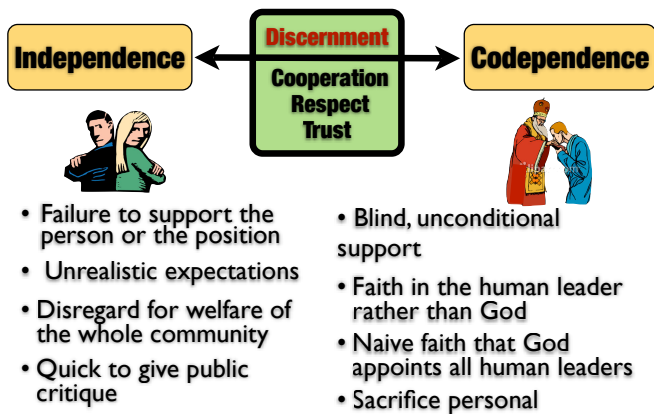 Independence
Discernment
Cooperation
Respect
Trust
Codependence
• Failure to support the
person or the position
• Unrealistic expectations
• Disregard for welfare of
the whole community
• Quick to give public
critique
• Blind, unconditional
support
• Faith in the human leader
rather than God
• Naive faith that God
appoints all human leaders
• Sacrifice personal